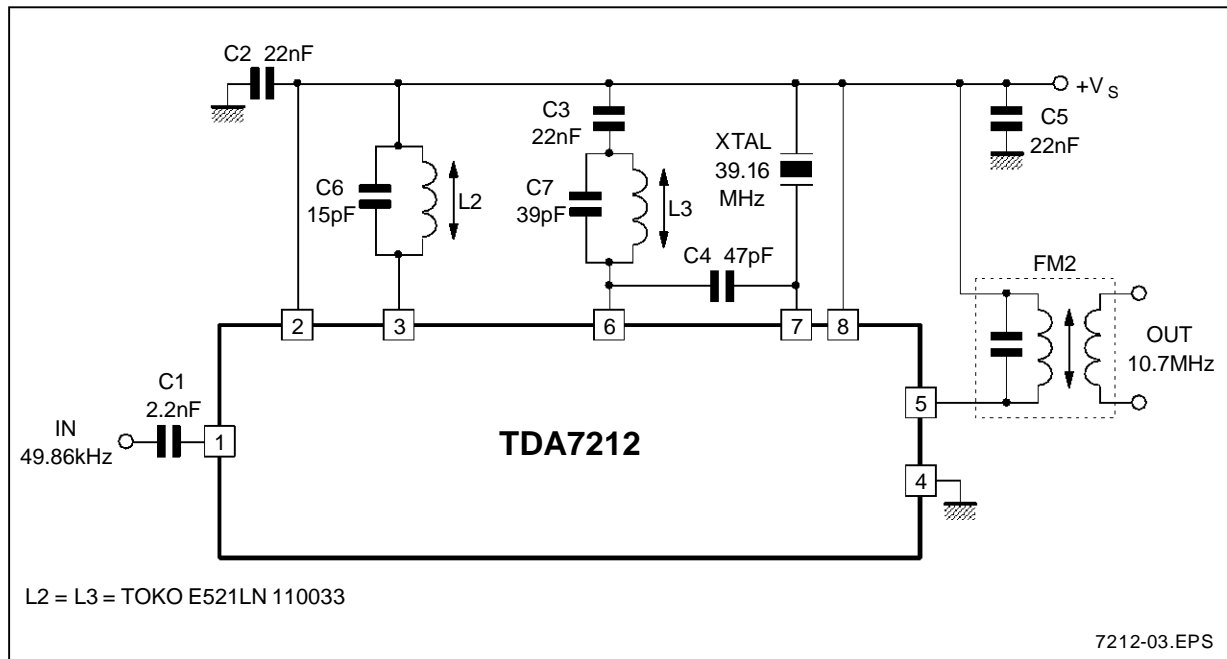 C2 22nF
+VS
C3
22nF
XTAL
39.16
MHz
C5
22nF
C6
15pF
L2
C7
39pF
L3
C4 47pF
FM2
2
3
6
7
8
OUT
10.7MHz
C1
2.2nF
IN
49.86kHz
1
TDA7212
5
4
L2 = L3 = TOKO E521LN 110033
7212-03.EPS